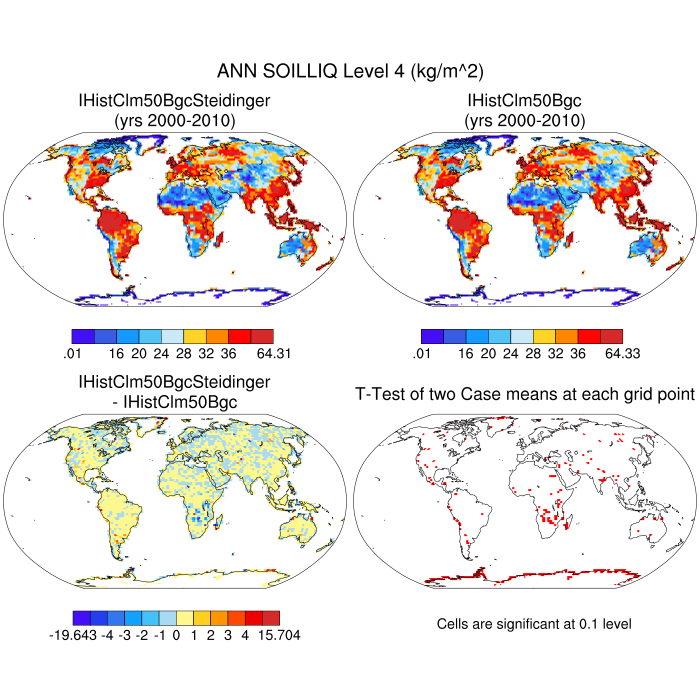 ANN SOILLIQ Level 4 (kg/m^2)
IHistClm50BgcSteidinger
(yrs 2000-2010)
IHistClm50Bgc
(yrs 2000-2010)
.01 16 20 24 28 32 36 64.31
.01 16 20 24 28 32 36 64.33
IHistClm50BgcSteidinger
- IHistClm50Bgc
T-Test of two Case means at each grid point
-19.643 -4 -3 -2 -1 0 1 2 3 4 15.704
Cells are significant at 0.1 level